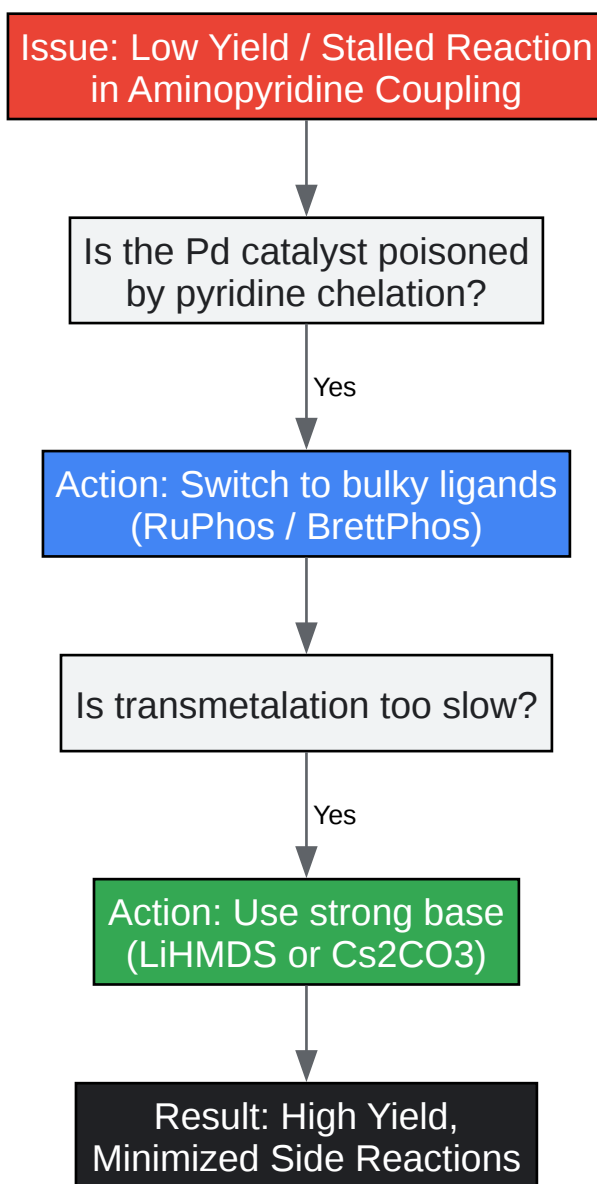 Issue: Low Yield / Stalled Reaction
in Aminopyridine Coupling
Is the Pd catalyst poisoned
by pyridine chelation?
Yes
Action: Switch to bulky ligands
(RuPhos / BrettPhos)
Is transmetalation too slow?
Yes
Action: Use strong base
(LiHMDS or Cs2CO3)
Result: High Yield,
Minimized Side Reactions